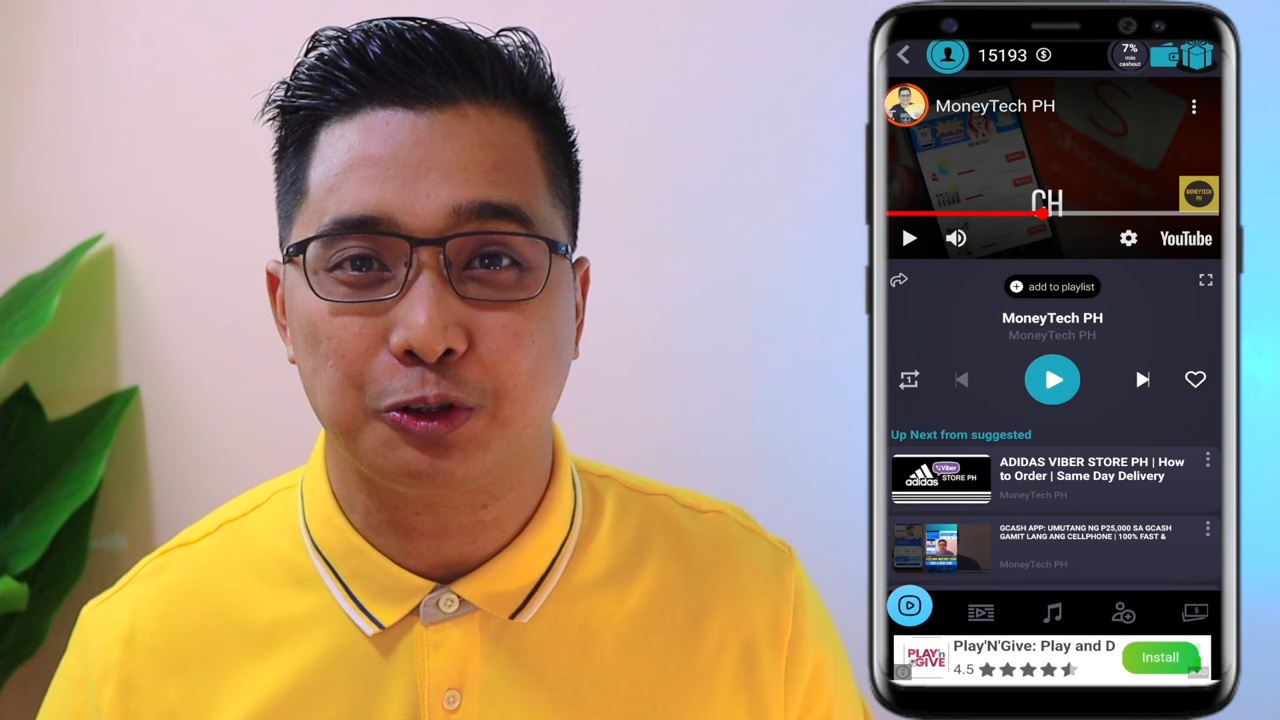 15193
7%
min
cashout
MoneyTech PH
CH
MONEYTECH
PH
YouTube
add to playlist
MoneyTech PH
MoneyTech PH
1
Up Next from suggested
adidas
Viber
STORE PH
ADIDAS VIBER STORE PH | How
to Order | Same Day Delivery
MoneyTech PH
GCASH APP: UMUTANG NG P25,000 SA GCASH
GAMIT LANG ANG CELLPHONE | 100% FAST &
MoneyTech PH
PLAY'n
GIVE
Play'N'Give: Play and D
4.5
Install